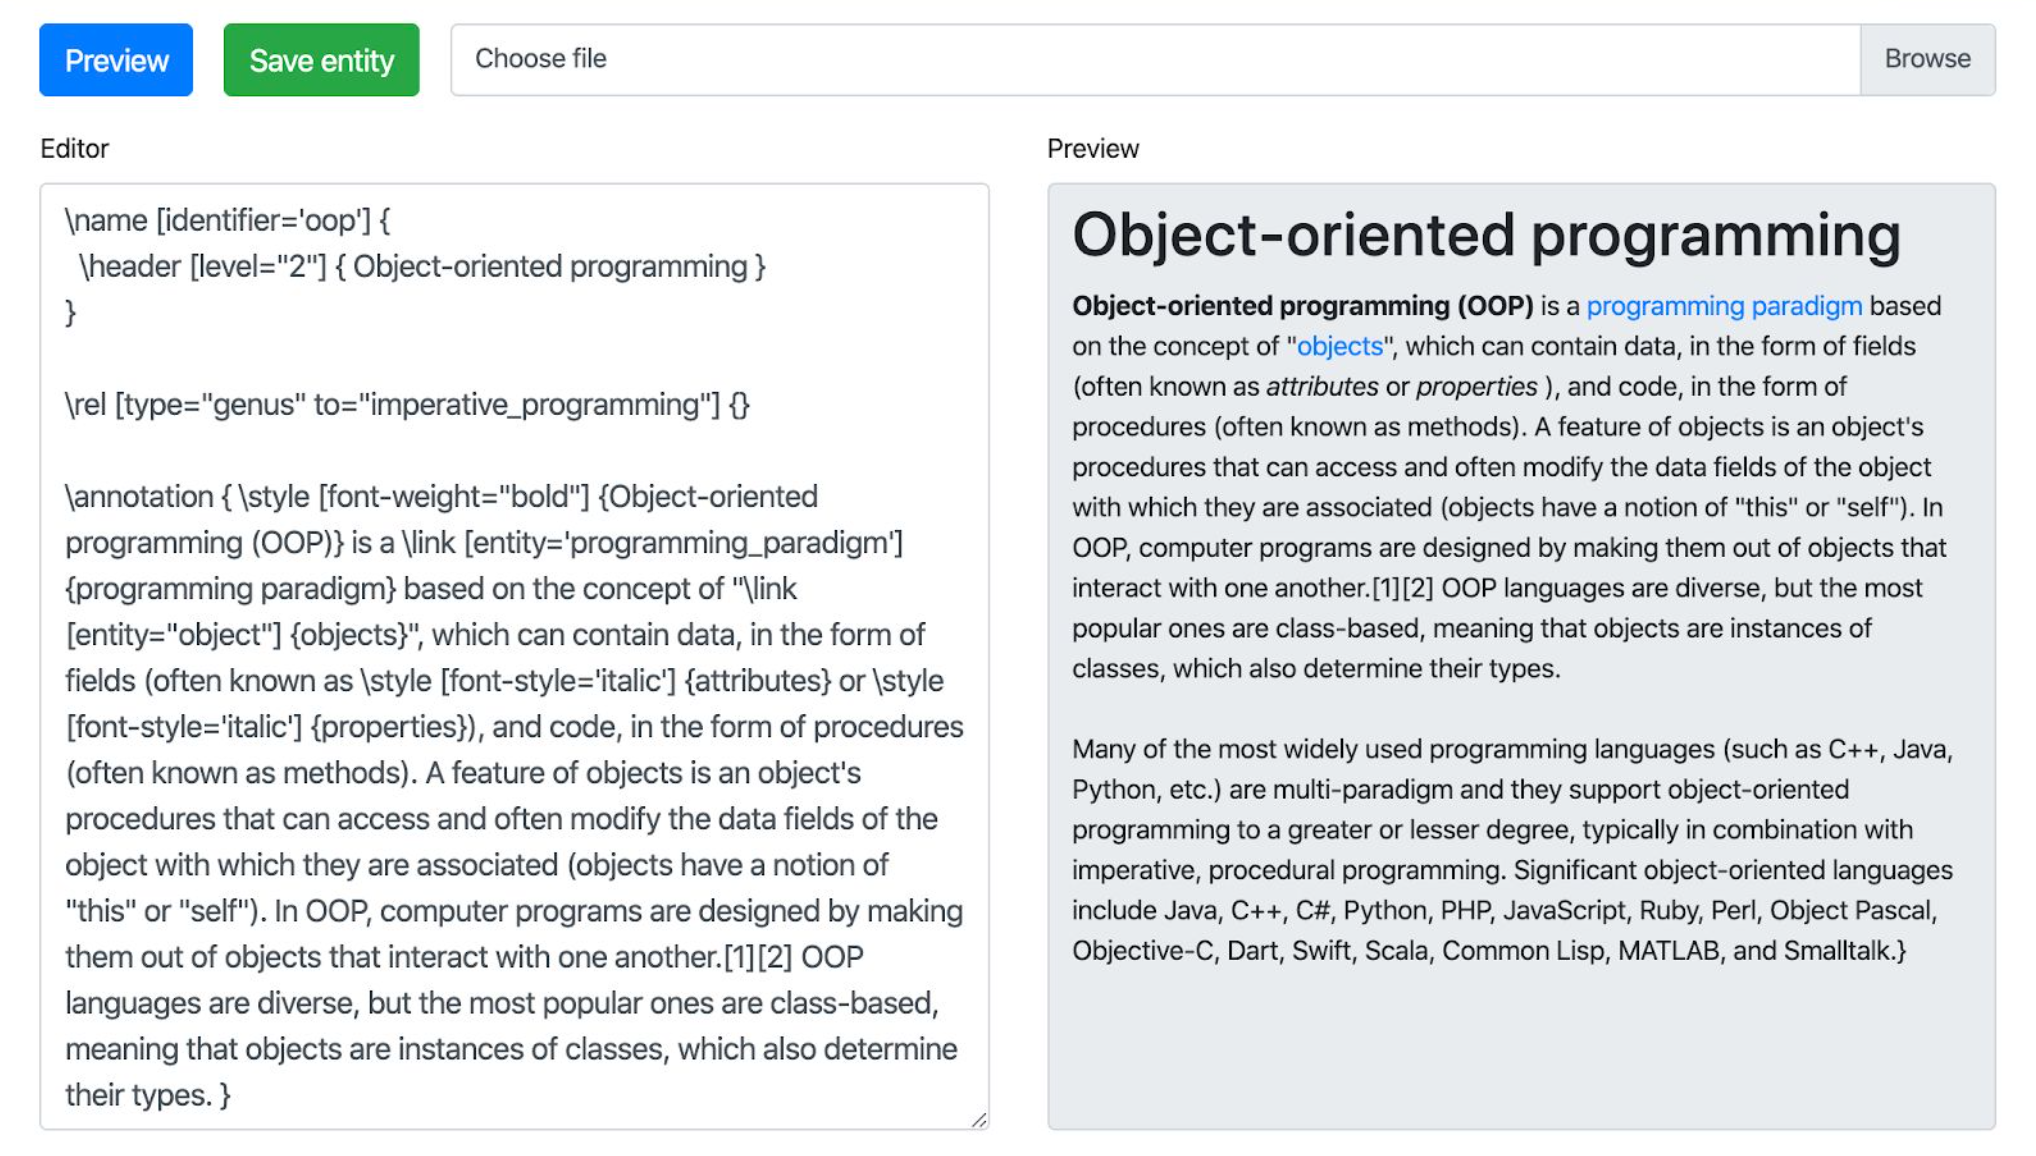 Preview
Save entity
Choose file
Browse
Editor
\name [identifier='oop'] {
\header [level="2"] { Object-oriented programming }
}
\rel [type="genus" to="imperative_programming"] {}
\annotation { \style [font-weight="bold"] {Object-oriented
programming (OOP)} is a \link [entity='programming_paradigm']
{programming paradigm} based on the concept of "\link
[entity="object"] {objects}", which can contain data, in the form of
fields (often known as \style [font-style='italic'] {attributes} or \style
[font-style='italic'] {properties}), and code, in the form of procedures
(often known as methods). A feature of objects is an object's
procedures that can access and often modify the data fields of the
object with which they are associated (objects have a notion of
"this" or "self"). In OOP, computer programs are designed by making
them out of objects that interact with one another.[1][2] OOP
languages are diverse, but the most popular ones are class-based,
meaning that objects are instances of classes, which also determine
their types. }
Preview
Object-oriented programming
Object-oriented programming (OOP) is a programming paradigm based
on the concept of "objects", which can contain data, in the form of fields
(often known as attributes or properties ), and code, in the form of
procedures (often known as methods). A feature of objects is an object's
procedures that can access and often modify the data fields of the object
with which they are associated (objects have a notion of "this" or "self"). In
OOP, computer programs are designed by making them out of objects that
interact with one another.[1][2] OOP languages are diverse, but the most
popular ones are class-based, meaning that objects are instances of
classes, which also determine their types.
Many of the most widely used programming languages (such as C++, Java,
Python, etc.) are multi-paradigm and they support object-oriented
programming to a greater or lesser degree, typically in combination with
imperative, procedural programming. Significant object-oriented languages
include Java, C++, C#, Python, PHP, JavaScript, Ruby, Perl, Object Pascal,
Objective-C, Dart, Swift, Scala, Common Lisp, MATLAB, and Smalltalk.}